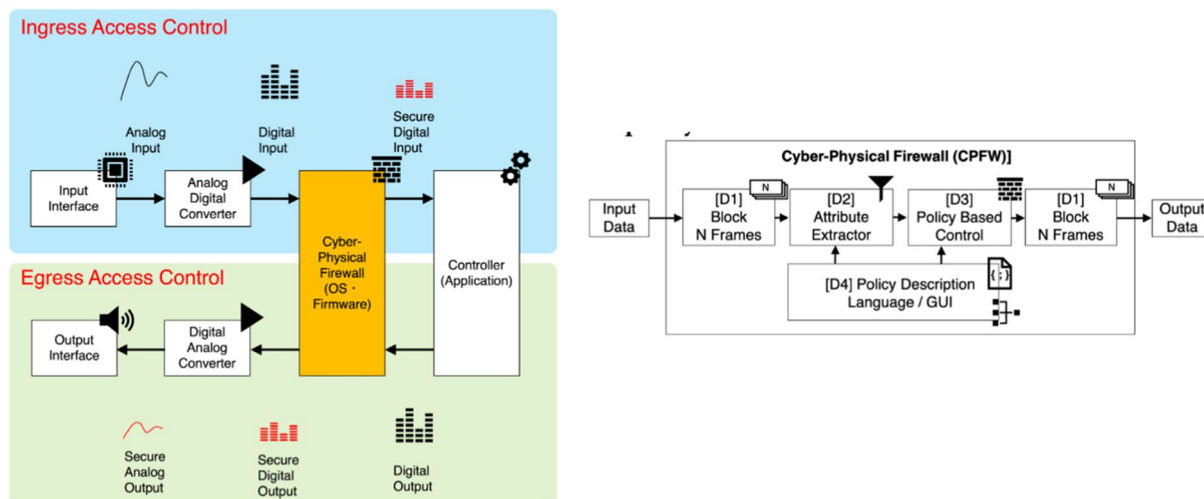 Ingress Access Control
Analog
Input
Digital
Input
Secure
Digital
Input
Input
Interface
Analog
Digital
Converter
Cyber-
Physical
Firewall
(OS・
Firmware)
Controller
(Application)
Egress Access Control
Output
Interface
Digital
Analog
Converter
Secure
Analog
Output
Secure
Digital
Output
Digital
Output
Cyber-Physical Firewall (CPFW)]
Input
Data
[D1]
Block
N Frames
N
[D2]
Attribute
Extractor
[D3]
Policy Based
Control
[D1]
Block
N Frames
N
Output
Data
[D4] Policy Description
Language / GUI
{;}